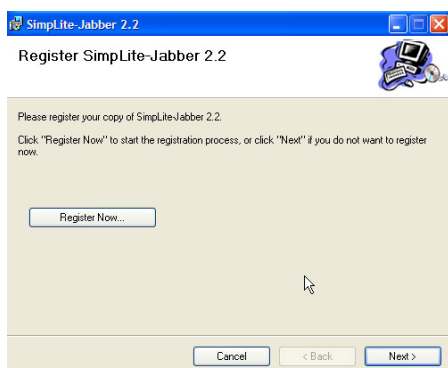 SimpLite-Jabber 2.2
Register SimpLite-Jabber 2.2
Please register your copy of SimpLite-Jabber 2.2.
Click "Register Now" to start the registration process, or click "Next" if you do not want to register
now.
Register Now...
Cancel
< Back
Next >